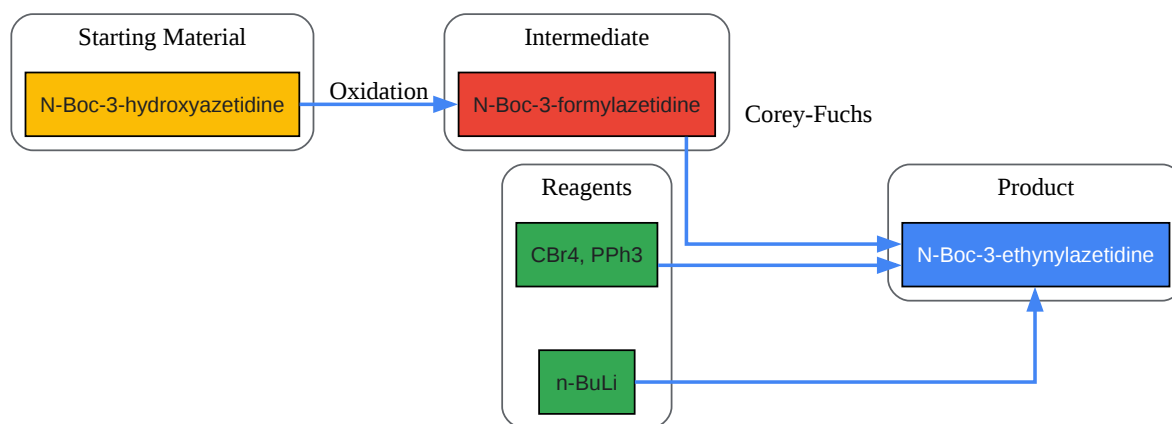 Starting Material
N-Boc-3-hydroxyazetidine
Oxidation
Intermediate
N-Boc-3-formylazetidine
Corey-Fuchs
Reagents
CBr4, PPh3
n-BuLi
Product
N-Boc-3-ethynylazetidine